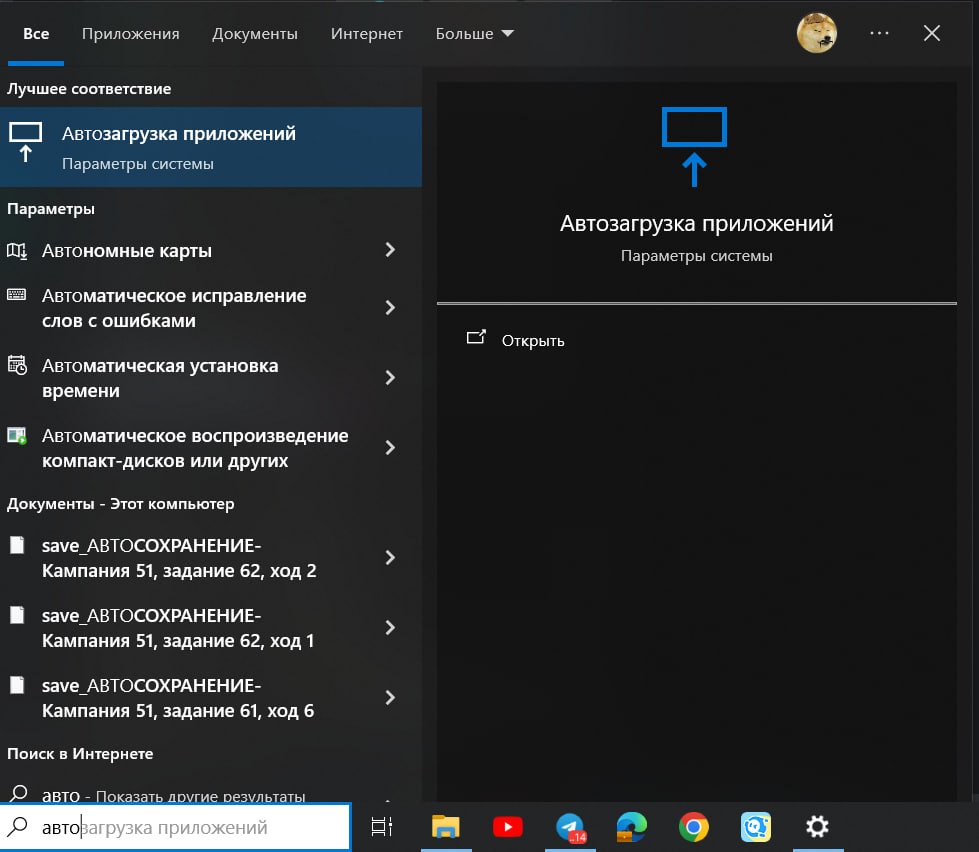 Все Приложения Документы Интернет Больше
Лучшее соответствие
Автозагрузка приложений
Параметры системы
Параметры
Автономные карты
Автоматическое исправление
слов с ошибками
Автоматическая установка
времени
Автоматическое воспроизведение
компакт-дисков или других
Документы - Этот компьютер
save_АВТОСОХРАНЕНИЕ-
Кампания 51, задание 62, ход 2
save_АВТОСОХРАНЕНИЕ-
Кампания 51, задание 62, ход 1
save_АВТОСОХРАНЕНИЕ-
Кампания 51, задание 61, ход 6
Поиск в Интернете
авто - Показать другие результаты
Автозагрузка приложений
Параметры системы
Открыть
автозагрузка приложений
..14